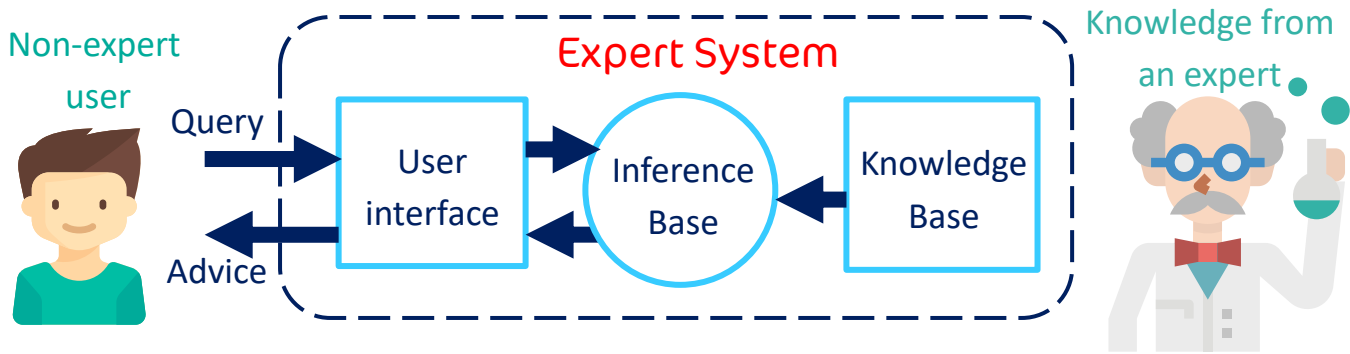 Non-expert
user
Query
Advice
Expert System
User
interface
Inference
Base
Knowledge
Base
Knowledge from
an expert